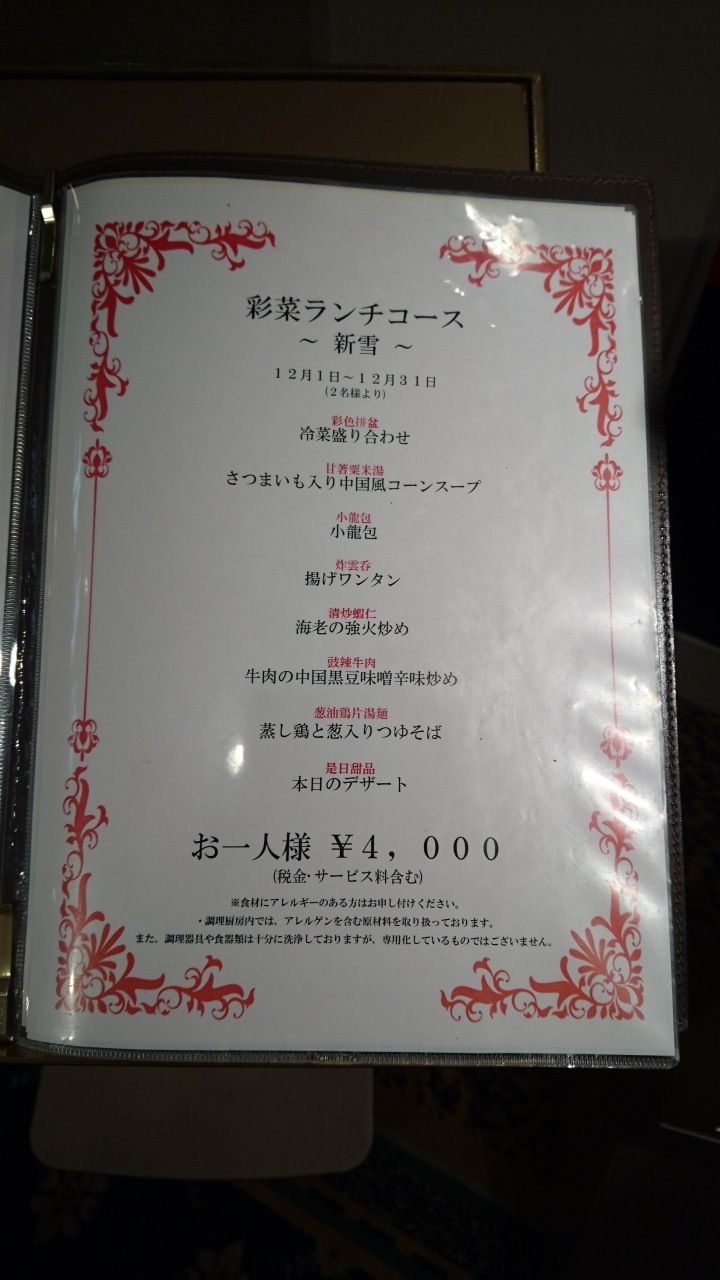 彩菜ランチコース
～ 新雪 ～
１２月１日～１２月３１日
(２名様より)
彩色拼盆
冷菜盛り合わせ
甘著粟米湯
さつまいも入り中国風コーンスープ
小龍包
小龍包
炸雲呑
揚げワンタン
清炒蝦仁
海老の強火炒め
豉辣牛肉
牛肉の中国黒豆味噌辛味炒め
葱油鶏片湯麺
蒸し鶏と葱入りつゆそば
是日甜品
本日のデザート
お一人様 ￥４，０００
(税金･サービス料含む)
※食材にアレルギーのある方はお申し付けください。
・調理厨房内では、アレルゲンを含む原材料を取り扱っております。
また、調理器具や食器類は十分に洗浄しておりますが、専用化しているものではございません。